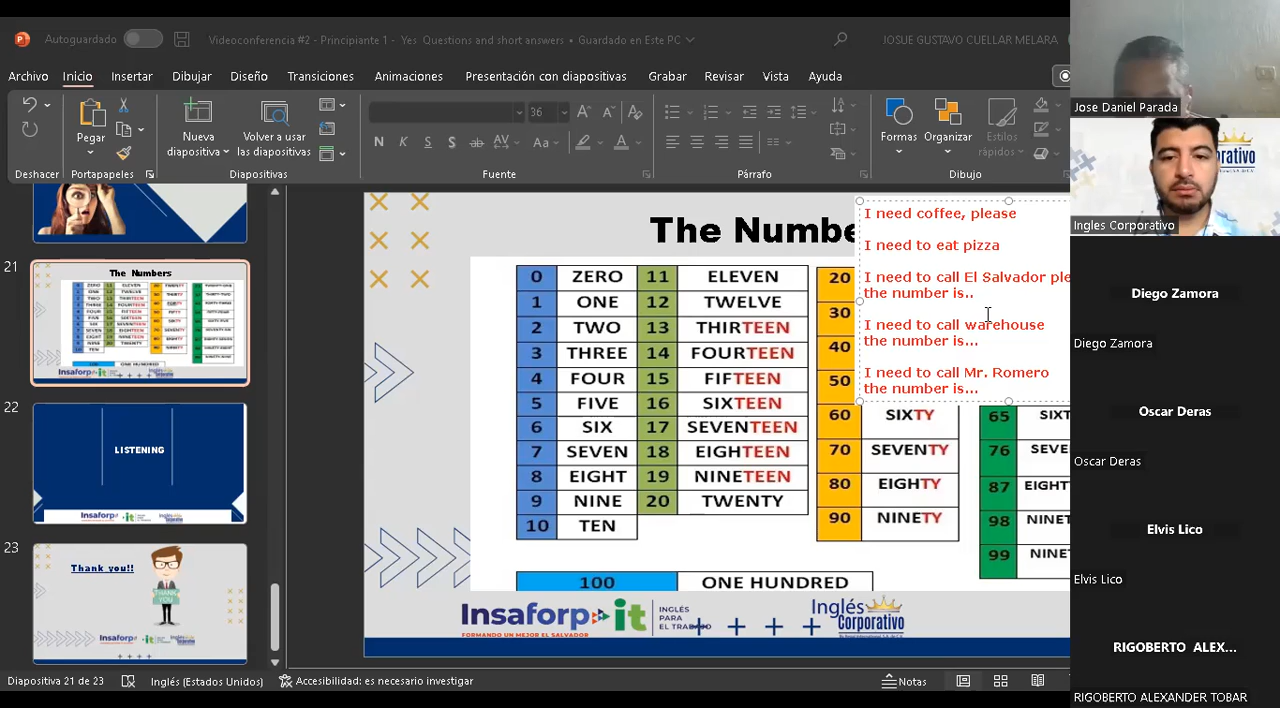 Autoguardado
Videoconferencia #2 - Principiante 1 - Yes Questions and short answers • Guardado en Este PC
JOSUE GUSTAVO CUELLAR MELARA
Archivo Inicio Insertar Dibujar Diseño Transiciones Animaciones Presentación con diapositivas Grabar Revisar Vista Ayuda
36
Pegar
Nueva diapositiva
Volver a usar las diapositivas
Formas
Organizar
Estilos rápidos
Deshacer
Portapapeles
Diapositivas
Fuente
Párrafo
Dibujo
21
The Numbers
22
LISTENING
23
Thank you!!
THANK YOU
The Numbe
0 ZERO 11 ELEVEN 20
1 ONE 12 TWELVE
2 TWO 13 THIRTEEN 30
3 THREE 14 FOURTEEN 40
4 FOUR 15 FIFTEEN 50
5 FIVE 16 SIXTEEN 60 SIXTY 65 SIXT
6 SIX 17 SEVENTEEN
7 SEVEN 18 EIGHTEEN 70 SEVENTY 76 SEVE
8 EIGHT 19 NINETEEN 80 EIGHTY 87 EIGHT
9 NINE 20 TWENTY 90 NINETY 98 NINET
10 TEN 99 NINE
100 ONE HUNDRED
I need coffee, please
I need to eat pizza
I need to call El Salvador ple
the number is..
I need to call warehouse
the number is...
I need to call Mr. Romero
the number is...
Insaforp it
FORMANDO UN MEJOR EL SALVADOR
INGLÉS
PARA
EL TRABAJO
Inglés
Corporativo
Diapositiva 21 de 23
Inglés (Estados Unidos)
Accesibilidad: es necesario investigar
Notas
Jose Daniel Parada
Ingles Corporativo
Diego Zamora
Diego Zamora
Oscar Deras
Oscar Deras
Elvis Lico
Elvis Lico
RIGOBERTO ALEX...
RIGOBERTO ALEXANDER TOBAR